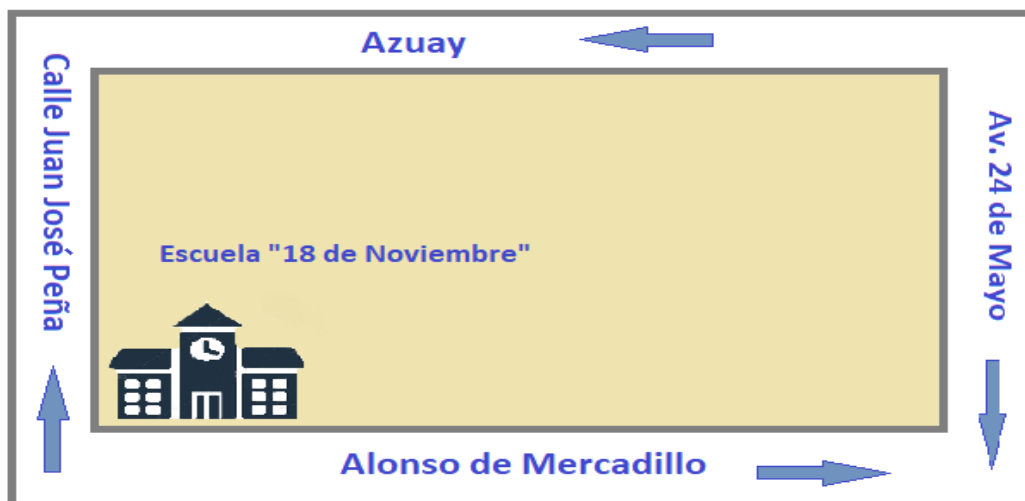 Azuay
Calle Juan José Peña
Av. 24 de Mayo
Escuela "18 de Noviembre"
Alonso de Mercadillo